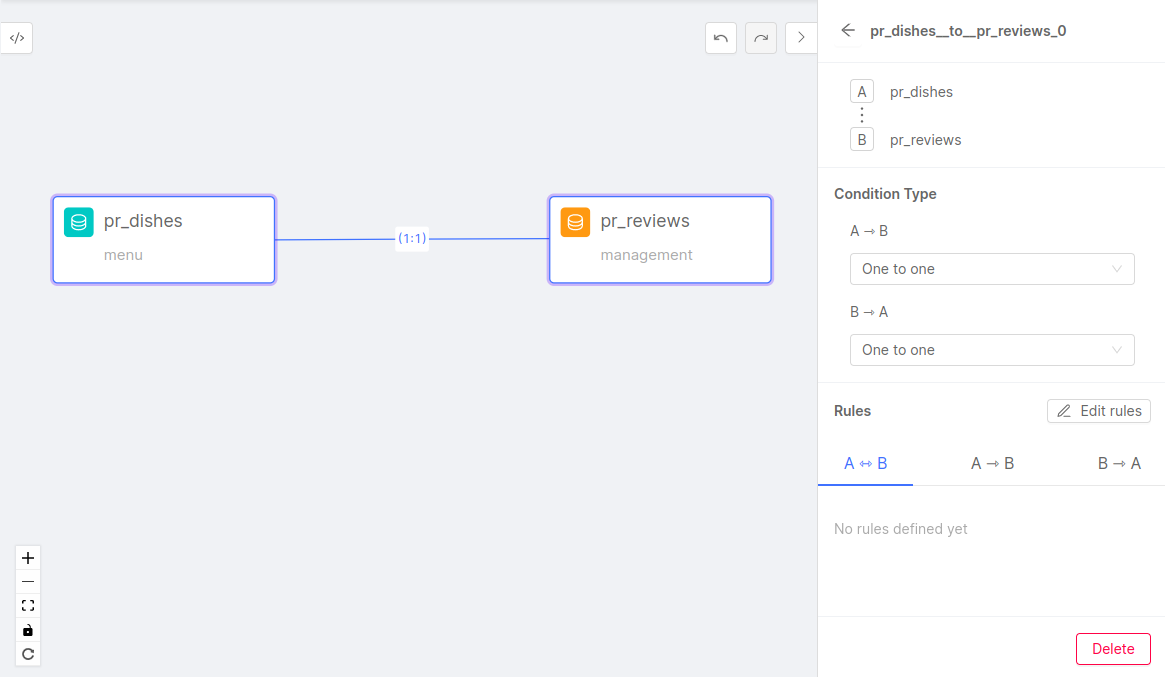 </>
pr_dishes
menu
(1:1)
pr_reviews
management
pr_dishes__to__pr_reviews_0
A pr_dishes
B pr_reviews
Condition Type
A ⇾ B
One to one
B ⇾ A
One to one
Rules
Edit rules
A ⇿ B A ⇾ B B ⇾ A
No rules defined yet
Delete